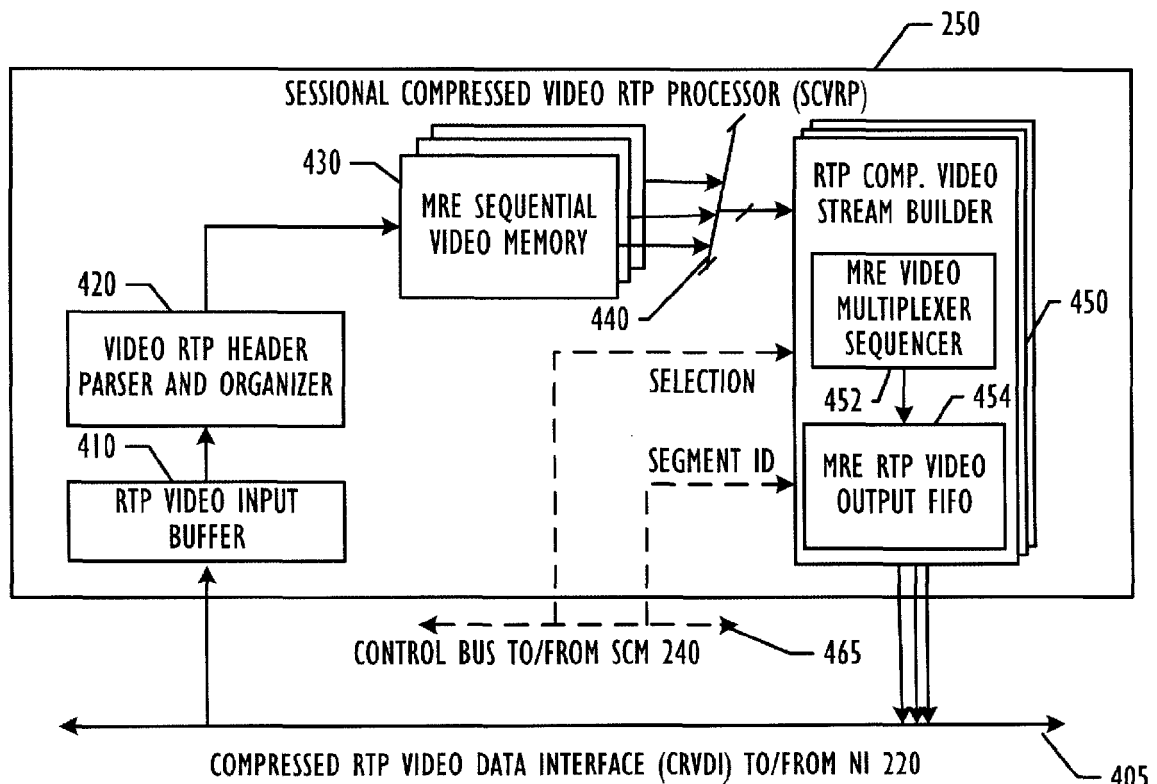 250
SESSIONAL COMPRESSED VIDEO RTP PROCESSOR (SCVRP)
430
MRE SEQUENTIAL
VIDEO MEMORY
440
RTP COMP. VIDEO
STREAM BUILDER
MRE VIDEO
MULTIPLEXER
SEQUENCER
450
452
454
MRE RTP VIDEO
OUTPUT FIFO
420
VIDEO RTP HEADER
PARSER AND ORGANIZER
410
RTP VIDEO INPUT
BUFFER
SELECTION
SEGMENT ID
CONTROL BUS TO/FROM SCM 240
465
COMPRESSED RTP VIDEO DATA INTERFACE (CRVDI) TO/FROM NI 220
405